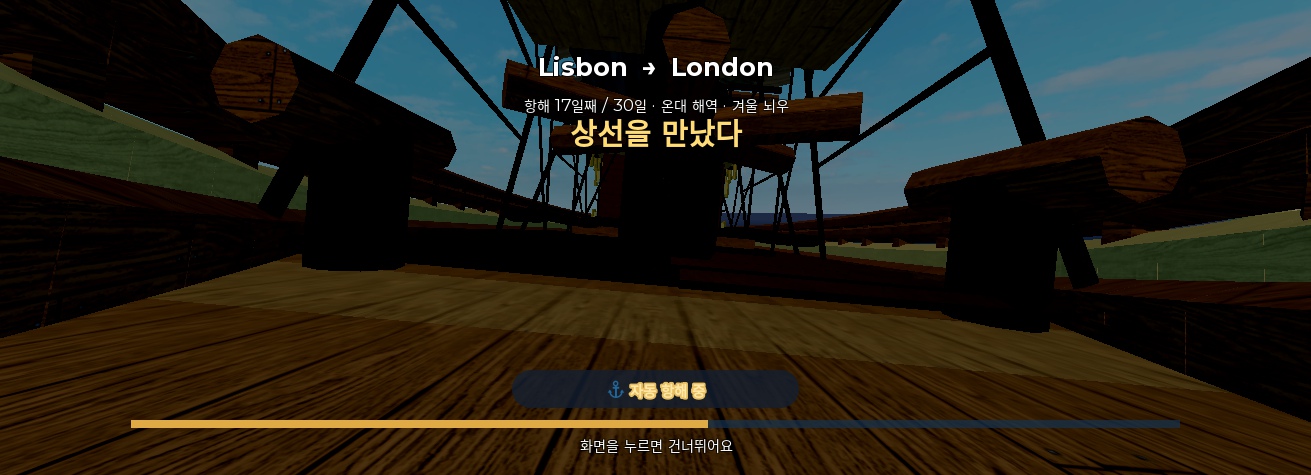 Lisbon → London
항해 17일째 / 30일 · 온대 해역 · 겨울 뇌우
상선을 만났다
⚓ 자동 항해 중
화면을 누르면 건너뛰어요